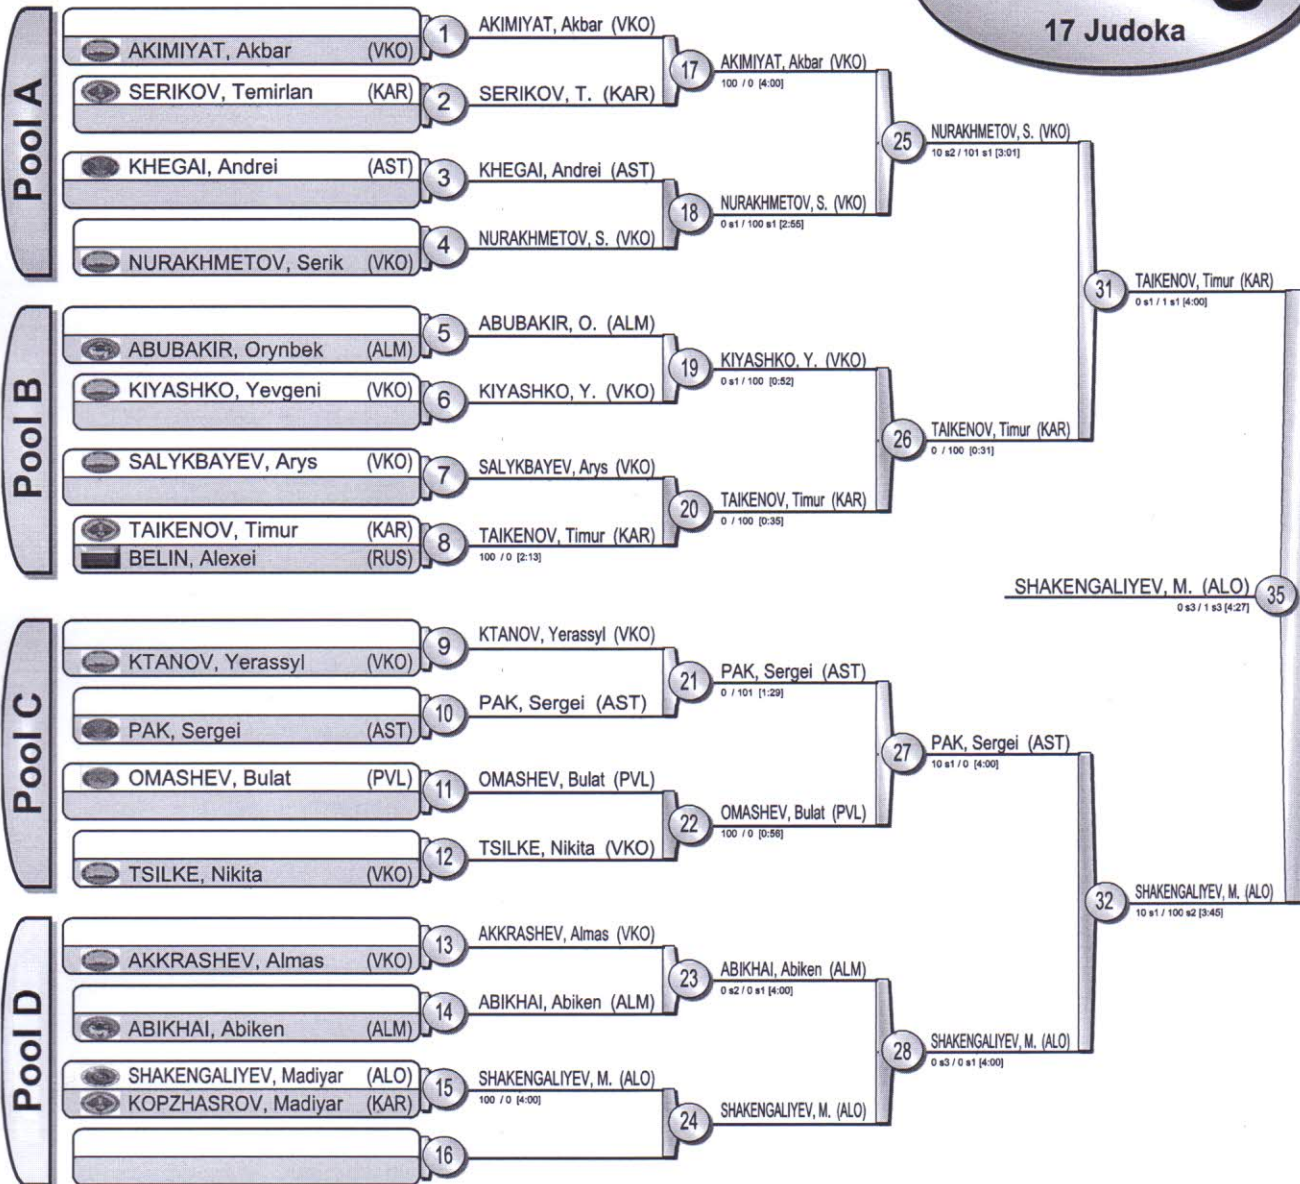 17 Judoka
Pool A
AKIMIYAT, Akbar (VKO)
SERIKOV, Temirlan (KAR)
KHEGAI, Andrei (AST)
NURAKHMETOV, Serik (VKO)
1 AKIMIYAT, Akbar (VKO)
2 SERIKOV, T. (KAR)
3 KHEGAI, Andrei (AST)
4 NURAKHMETOV, S. (VKO)
17 AKIMIYAT, Akbar (VKO)
100 / 0 [4:00]
18 NURAKHMETOV, S. (VKO)
0 s1 / 100 s1 [2:55]
25 NURAKHMETOV, S. (VKO)
10 s2 / 101 s1 [3:01]
Pool B
ABUBAKIR, Orynbek (ALM)
KIYASHKO, Yevgeni (VKO)
SALYKBAYEV, Arys (VKO)
TAIKENOV, Timur (KAR)
BELIN, Alexei (RUS)
5 ABUBAKIR, O. (ALM)
6 KIYASHKO, Y. (VKO)
7 SALYKBAYEV, Arys (VKO)
8 TAIKENOV, Timur (KAR)
100 / 0 [2:13]
19 KIYASHKO, Y. (VKO)
0 s1 / 100 [0:52]
20 TAIKENOV, Timur (KAR)
0 / 100 [0:35]
26 TAIKENOV, Timur (KAR)
0 / 100 [0:31]
31 TAIKENOV, Timur (KAR)
0 s1 / 1 s1 [4:00]
SHAKENGALIYEV, M. (ALO) 35
0 s3 / 1 s3 [4:27]
Pool C
KTANOV, Yerassyl (VKO)
PAK, Sergei (AST)
OMASHEV, Bulat (PVL)
TSILKE, Nikita (VKO)
9 KTANOV, Yerassyl (VKO)
10 PAK, Sergei (AST)
11 OMASHEV, Bulat (PVL)
12 TSILKE, Nikita (VKO)
21 PAK, Sergei (AST)
0 / 101 [1:29]
22 OMASHEV, Bulat (PVL)
100 / 0 [0:56]
27 PAK, Sergei (AST)
10 s1 / 0 [4:00]
Pool D
AKKRASHEV, Almas (VKO)
ABIKHAI, Abiken (ALM)
SHAKENGALIYEV, Madiyar (ALO)
KOPZHASROV, Madiyar (KAR)
13 AKKRASHEV, Almas (VKO)
14 ABIKHAI, Abiken (ALM)
15 SHAKENGALIYEV, M. (ALO)
100 / 0 [4:00]
16
23 ABIKHAI, Abiken (ALM)
0 s2 / 0 s1 [4:00]
24 SHAKENGALIYEV, M. (ALO)
28 SHAKENGALIYEV, M. (ALO)
0 s3 / 0 s1 [4:00]
32 SHAKENGALIYEV, M. (ALO)
10 s1 / 100 s2 [3:45]